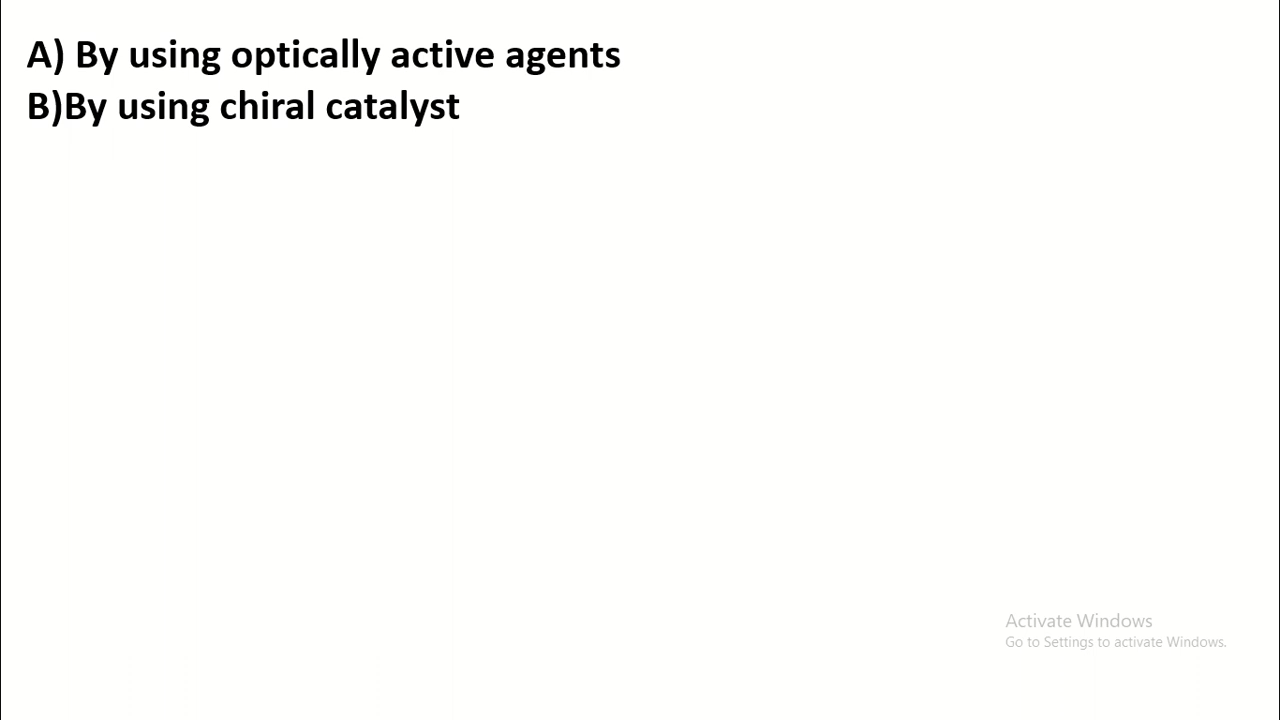 A) By using optically active agents
B)By using chiral catalyst
Activate Windows
Go to Settings to activate Windows.